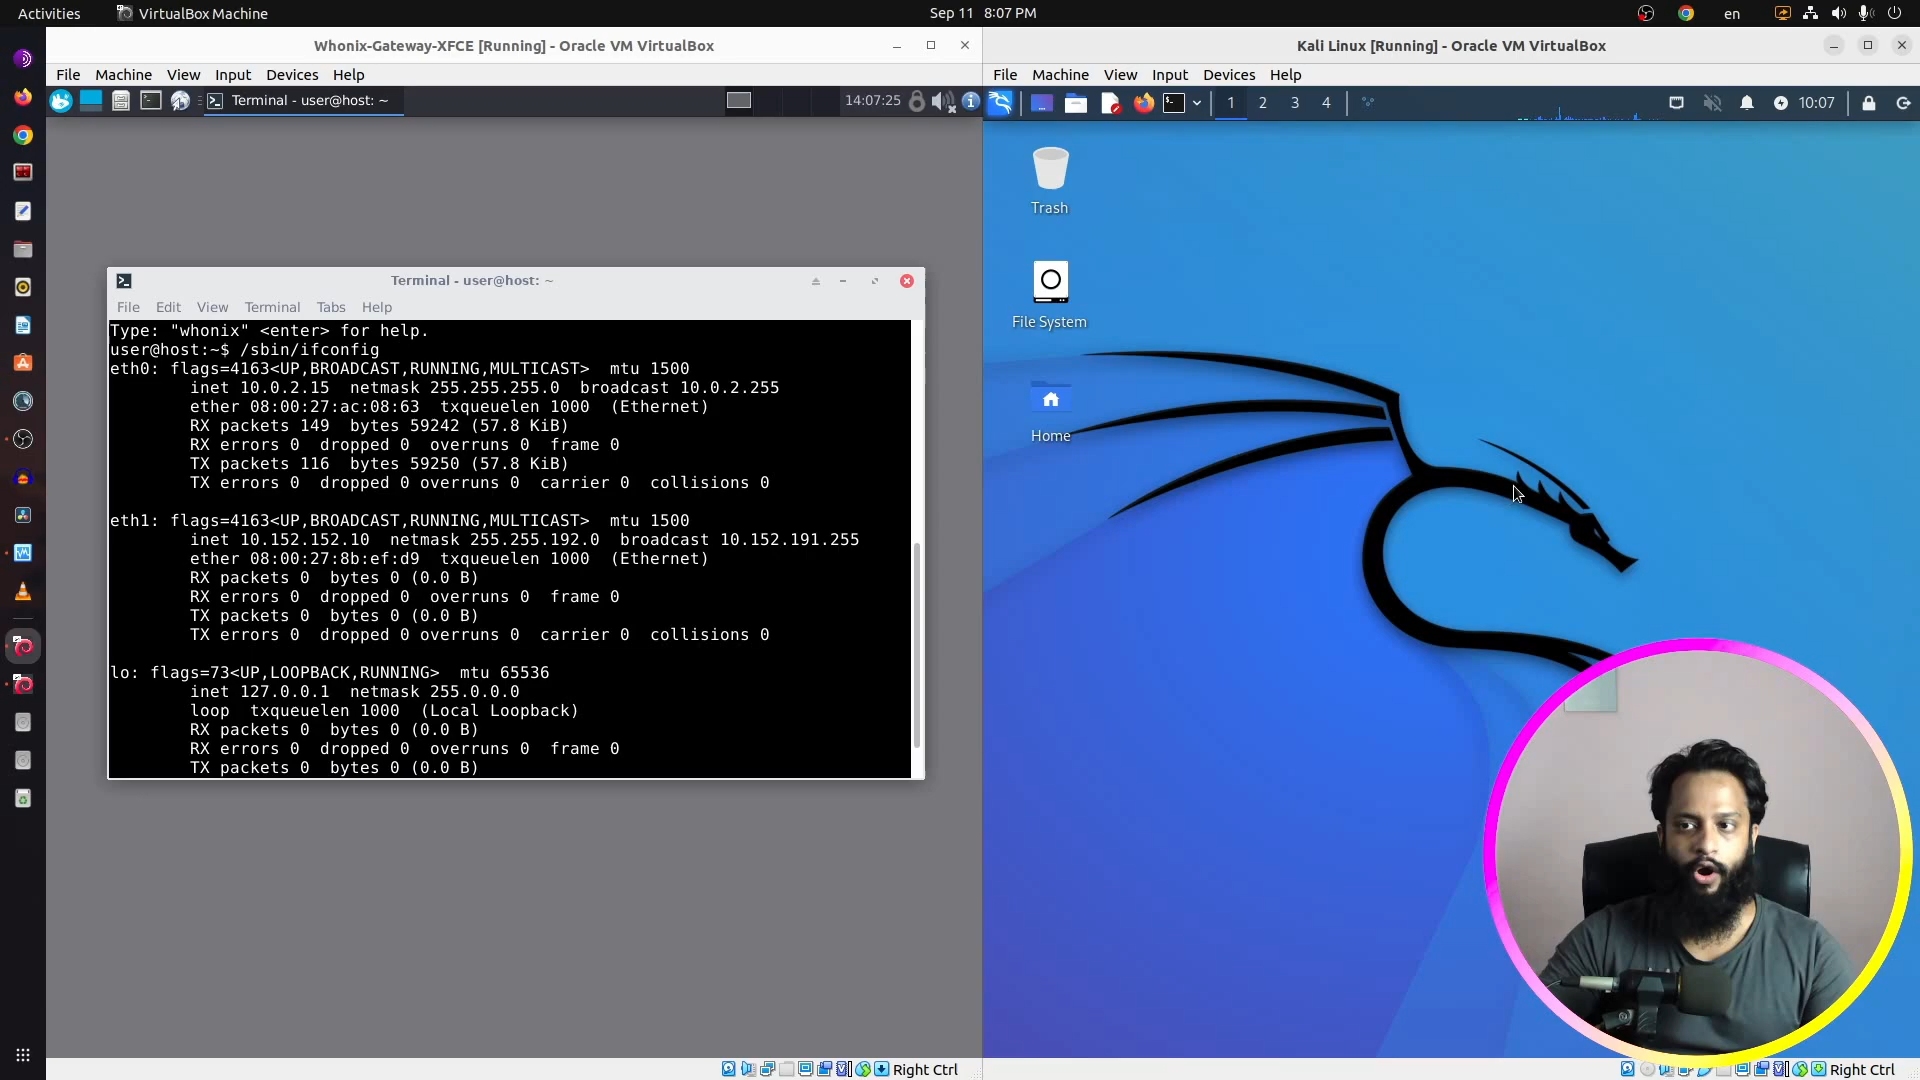 Activities
VirtualBox Machine
Sep 11 8:07 PM
en
Whonix-Gateway-XFCE [Running] - Oracle VM VirtualBox
File Machine View Input Devices Help
Terminal - user@host: ~
14:07:25
Terminal - user@host: ~
File Edit View Terminal Tabs Help
Type: "whonix" <enter> for help.
user@host:~$ /sbin/ifconfig
eth0: flags=4163<UP,BROADCAST,RUNNING,MULTICAST>  mtu 1500
inet 10.0.2.15  netmask 255.255.255.0  broadcast 10.0.2.255
ether 08:00:27:ac:08:63  txqueuelen 1000  (Ethernet)
RX packets 149  bytes 59242 (57.8 KiB)
RX errors 0  dropped 0  overruns 0  frame 0
TX packets 116  bytes 59250 (57.8 KiB)
TX errors 0  dropped 0 overruns 0  carrier 0  collisions 0
eth1: flags=4163<UP,BROADCAST,RUNNING,MULTICAST>  mtu 1500
inet 10.152.152.10  netmask 255.255.192.0  broadcast 10.152.191.255
ether 08:00:27:8b:ef:d9  txqueuelen 1000  (Ethernet)
RX packets 0  bytes 0 (0.0 B)
RX errors 0  dropped 0  overruns 0  frame 0
TX packets 0  bytes 0 (0.0 B)
TX errors 0  dropped 0 overruns 0  carrier 0  collisions 0
lo: flags=73<UP,LOOPBACK,RUNNING>  mtu 65536
inet 127.0.0.1  netmask 255.0.0.0
loop  txqueuelen 1000  (Local Loopback)
RX packets 0  bytes 0 (0.0 B)
RX errors 0  dropped 0  overruns 0  frame 0
TX packets 0  bytes 0 (0.0 B)
Right Ctrl
Kali Linux [Running] - Oracle VM VirtualBox
File Machine View Input Devices Help
1 2 3 4
10:07
Trash
File System
Home
Right Ctrl